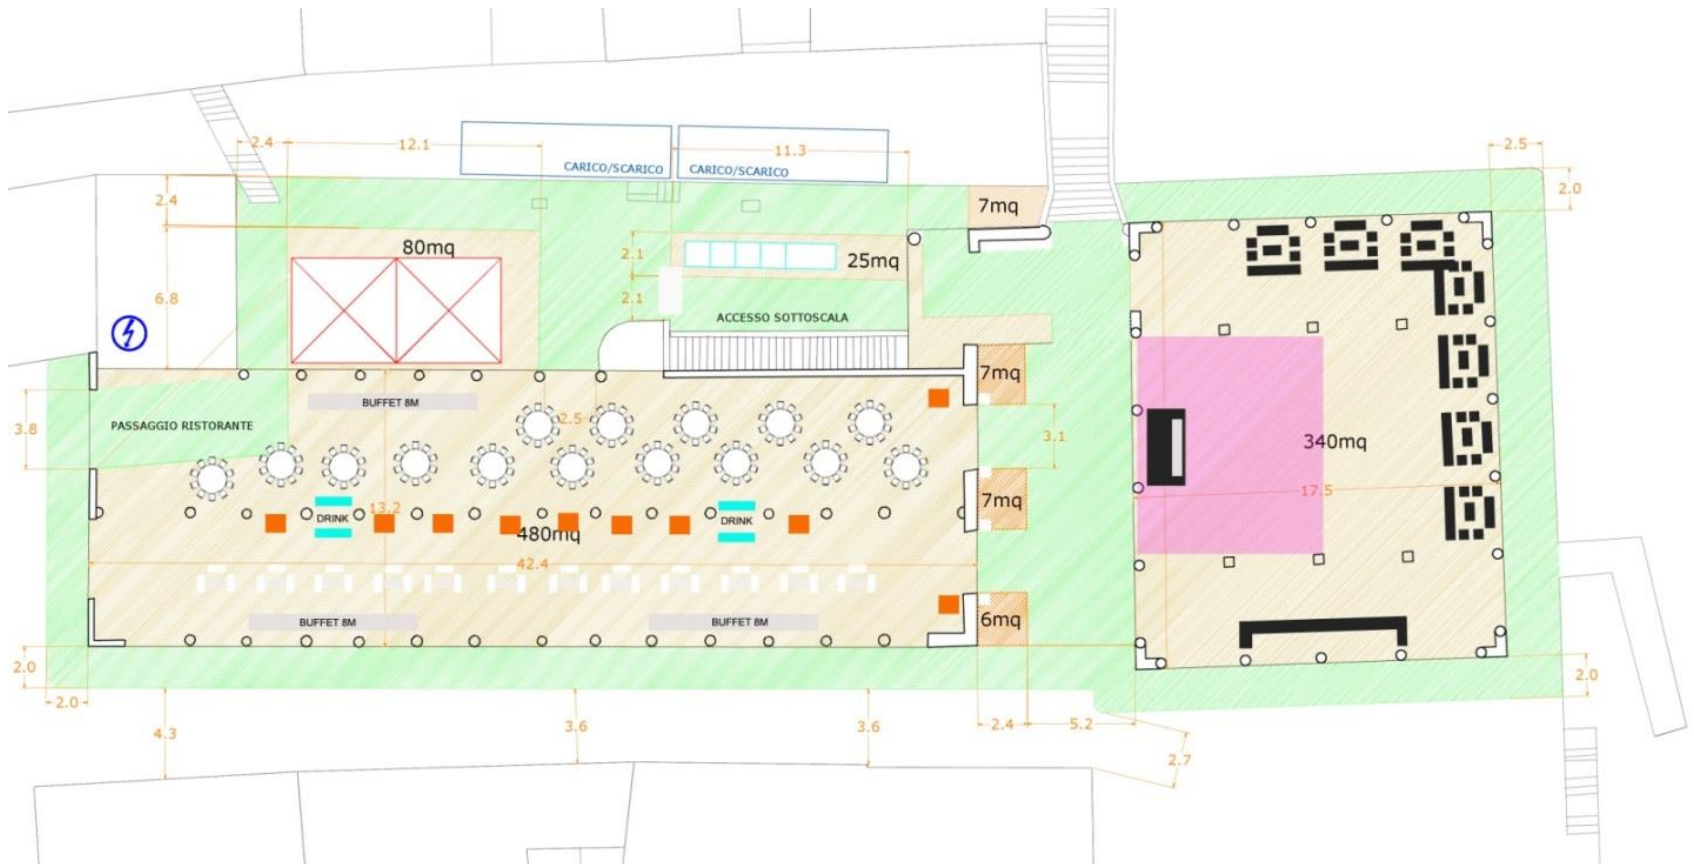 2.4
12.1
CARICO/SCARICO
CARICO/SCARICO
11.3
2.5
2.0
2.4
7mq
80mq
2.1
25mq
6.8
2.1
ACCESSO SOTTOSCALA
7mq
BUFFET 8M
3.8
PASSAGGIO RISTORANTE
2.5
3.1
340mq
13.2
DRINK
DRINK
7mq
17.5
480mq
42.4
BUFFET 8M
BUFFET 8M
6mq
2.0
2.0
2.0
4.3
3.6
3.6
2.4
5.2
2.7